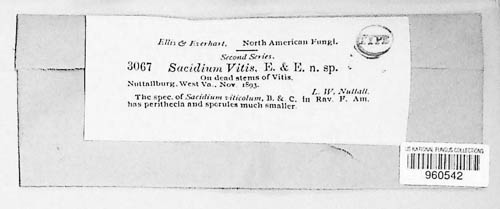 Ellis & Everhart, North American Fungi.
TYPE
Second Series.
3067 Sacidium Vitis, E. & E. n. sp.
On dead stems of Vitis.
Nuttallburg, West Va., Nov. 1893.
L. W. Nuttall.
The spec. of Sacidium viticolum, B. & C. in Rav. F. Am.
has perithecia and sporules much smaller.
US NATIONAL FUNGUS COLLECTIONS
960542